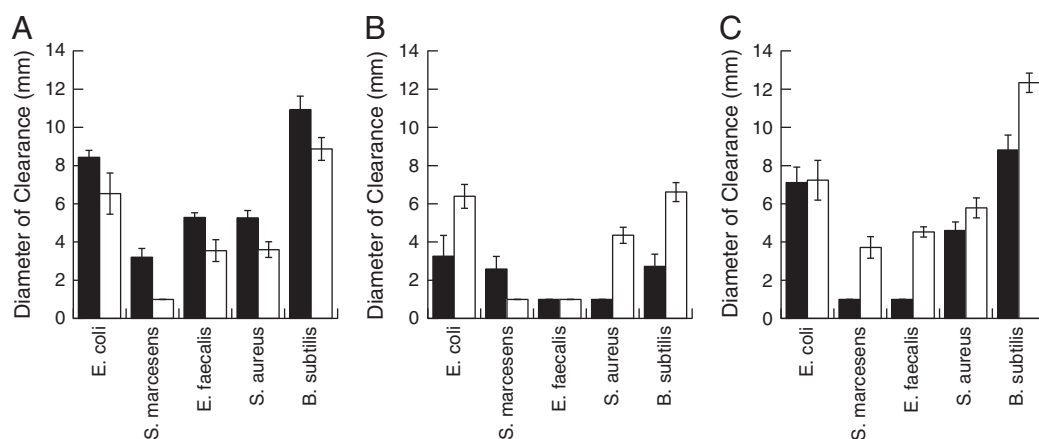 A
Diameter of Clearance (mm)
14
12
10
8
6
4
2
0
E. coli
S. marcesens
E. faecalis
S. aureus
B. subtilis
B
Diameter of Clearance (mm)
14
12
10
8
6
4
2
0
E. coli
S. marcesens
E. faecalis
S. aureus
B. subtilis
C
Diameter of Clearance (mm)
14
12
10
8
6
4
2
0
E. coli
S. marcesens
E. faecalis
S. aureus
B. subtilis